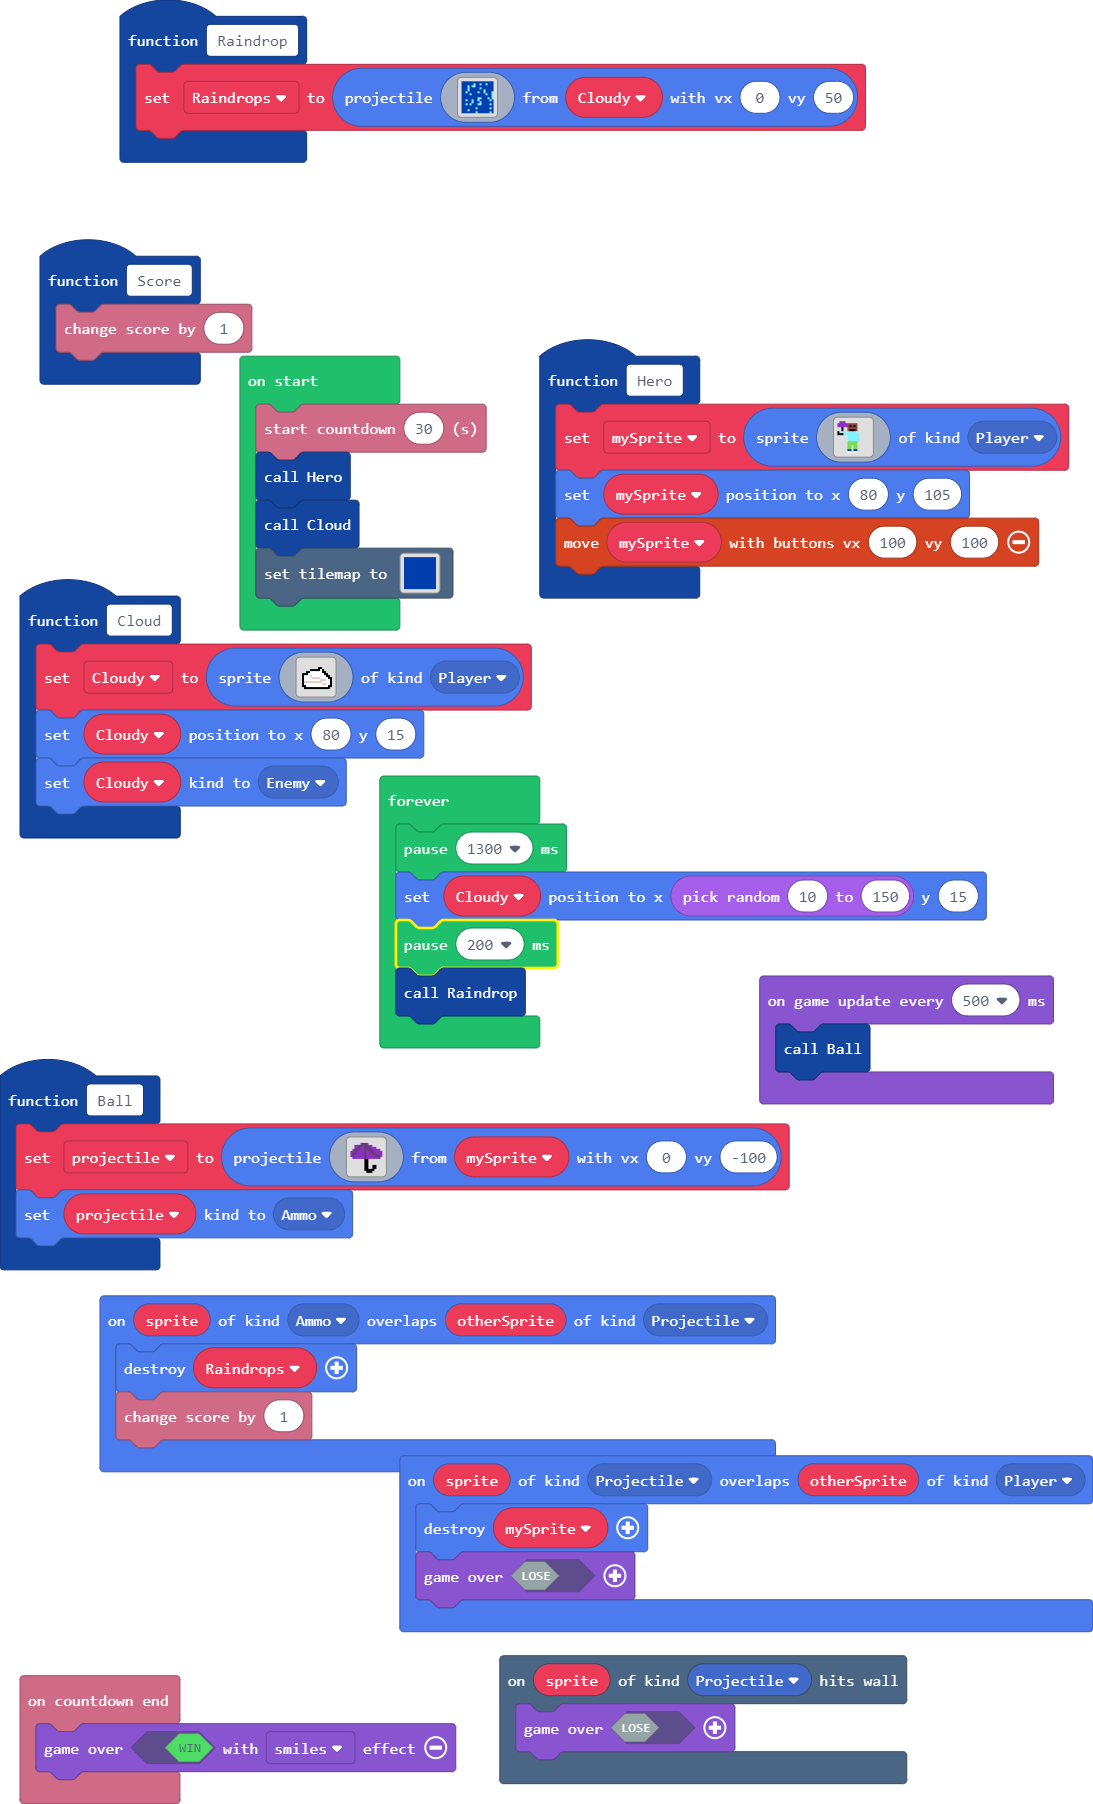 function Raindrop
set Raindrops to projectile from Cloudy with vx 0 vy 50
function Score
change score by 1
on start
start countdown 30 (s)
call Hero
call Cloud
set tilemap to
function Hero
set mySprite to sprite of kind Player
set mySprite position to x 80 y 105
move mySprite with buttons vx 100 vy 100
function Cloud
set Cloudy to sprite of kind Player
set Cloudy position to x 80 y 15
set Cloudy kind to Enemy
forever
pause 1300 ms
set Cloudy position to x pick random 10 to 150 y 15
pause 200 ms
call Raindrop
on game update every 500 ms
call Ball
function Ball
set projectile to projectile from mySprite with vx 0 vy -100
set projectile kind to Ammo
on sprite of kind Ammo overlaps otherSprite of kind Projectile
destroy Raindrops
change score by 1
on sprite of kind Projectile overlaps otherSprite of kind Player
destroy mySprite
game over LOSE
on countdown end
game over WIN with smiles effect
on sprite of kind Projectile hits wall
game over LOSE